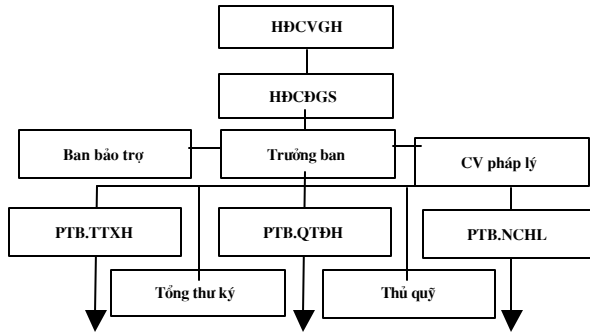 HĐCVGH
HĐCĐGS
Ban bảo trợ
Trưởng ban
CV pháp lý
PTB.TTXH
PTB.QTĐH
PTB.NCHL
Tổng thư ký
Thủ quỹ